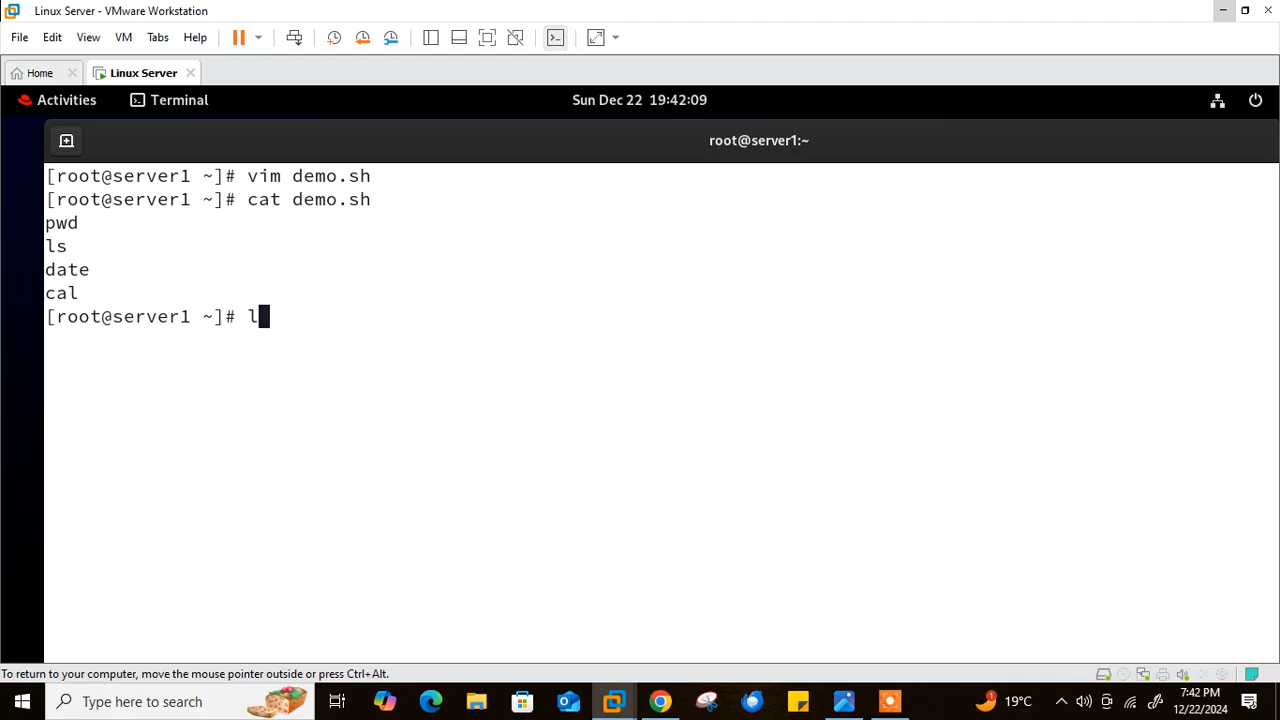 Linux Server - VMware Workstation
File Edit View VM Tabs Help
Home Linux Server
Activities Terminal Sun Dec 22 19:42:09
root@server1:~
[root@server1 ~]# vim demo.sh
[root@server1 ~]# cat demo.sh
pwd
ls
date
cal
[root@server1 ~]# l
To return to your computer, move the mouse pointer outside or press Ctrl+Alt.
Type here to search 1 19°C 7:42 PM
12/22/2024